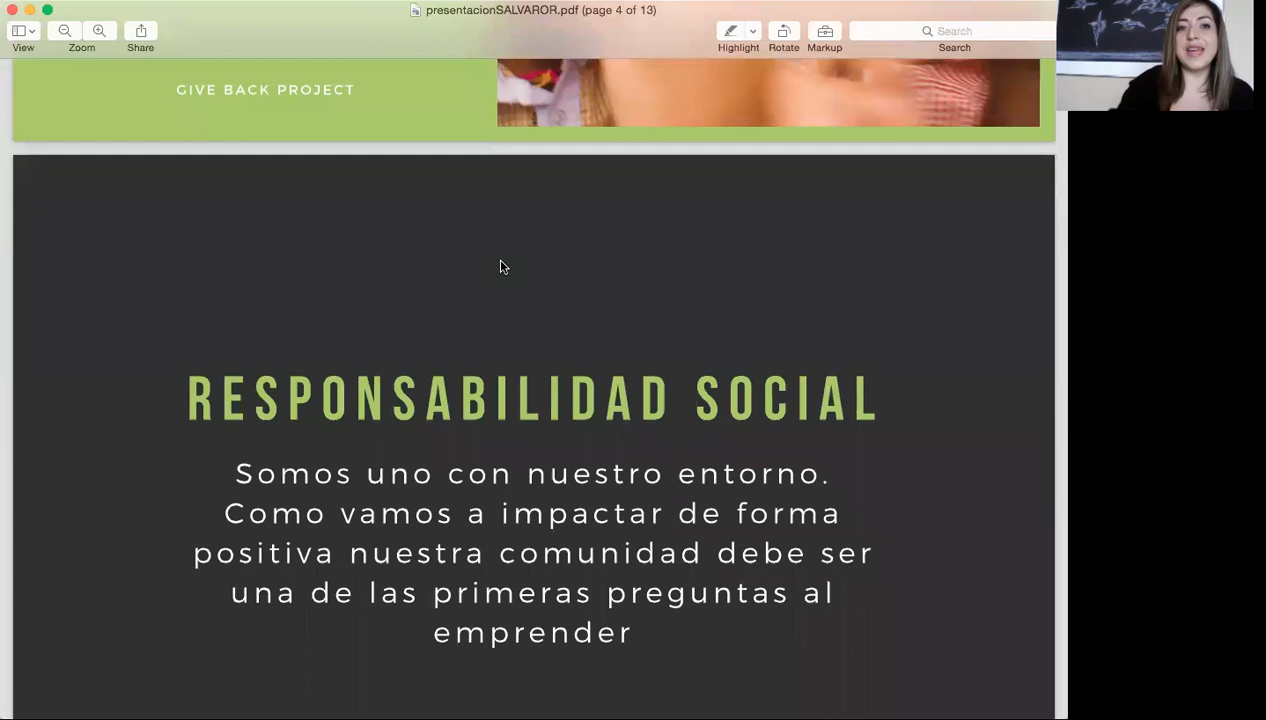 presentacionSALVAROR.pdf (page 4 of 13)
View
Zoom
Share
Highlight
Rotate
Markup
Search
Search
GIVE BACK PROJECT
RESPONSABILIDAD SOCIAL
Somos uno con nuestro entorno.
Como vamos a impactar de forma
positiva nuestra comunidad debe ser
una de las primeras preguntas al
emprender